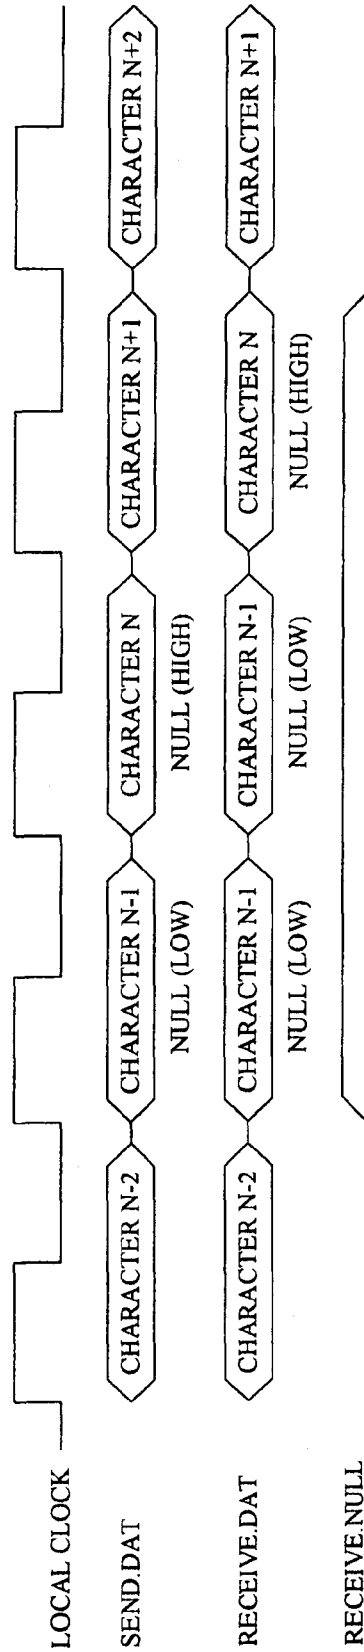 LOCAL CLOCK
SEND.DAT
CHARACTER N-2
CHARACTER N-1
CHARACTER N
CHARACTER N+1
CHARACTER N+2
NULL (LOW)
NULL (HIGH)
RECEIVE.DAT
CHARACTER N-2
CHARACTER N-1
CHARACTER N-1
CHARACTER N
CHARACTER N+1
NULL (LOW)
NULL (LOW)
NULL (HIGH)
RECEIVE.NULL